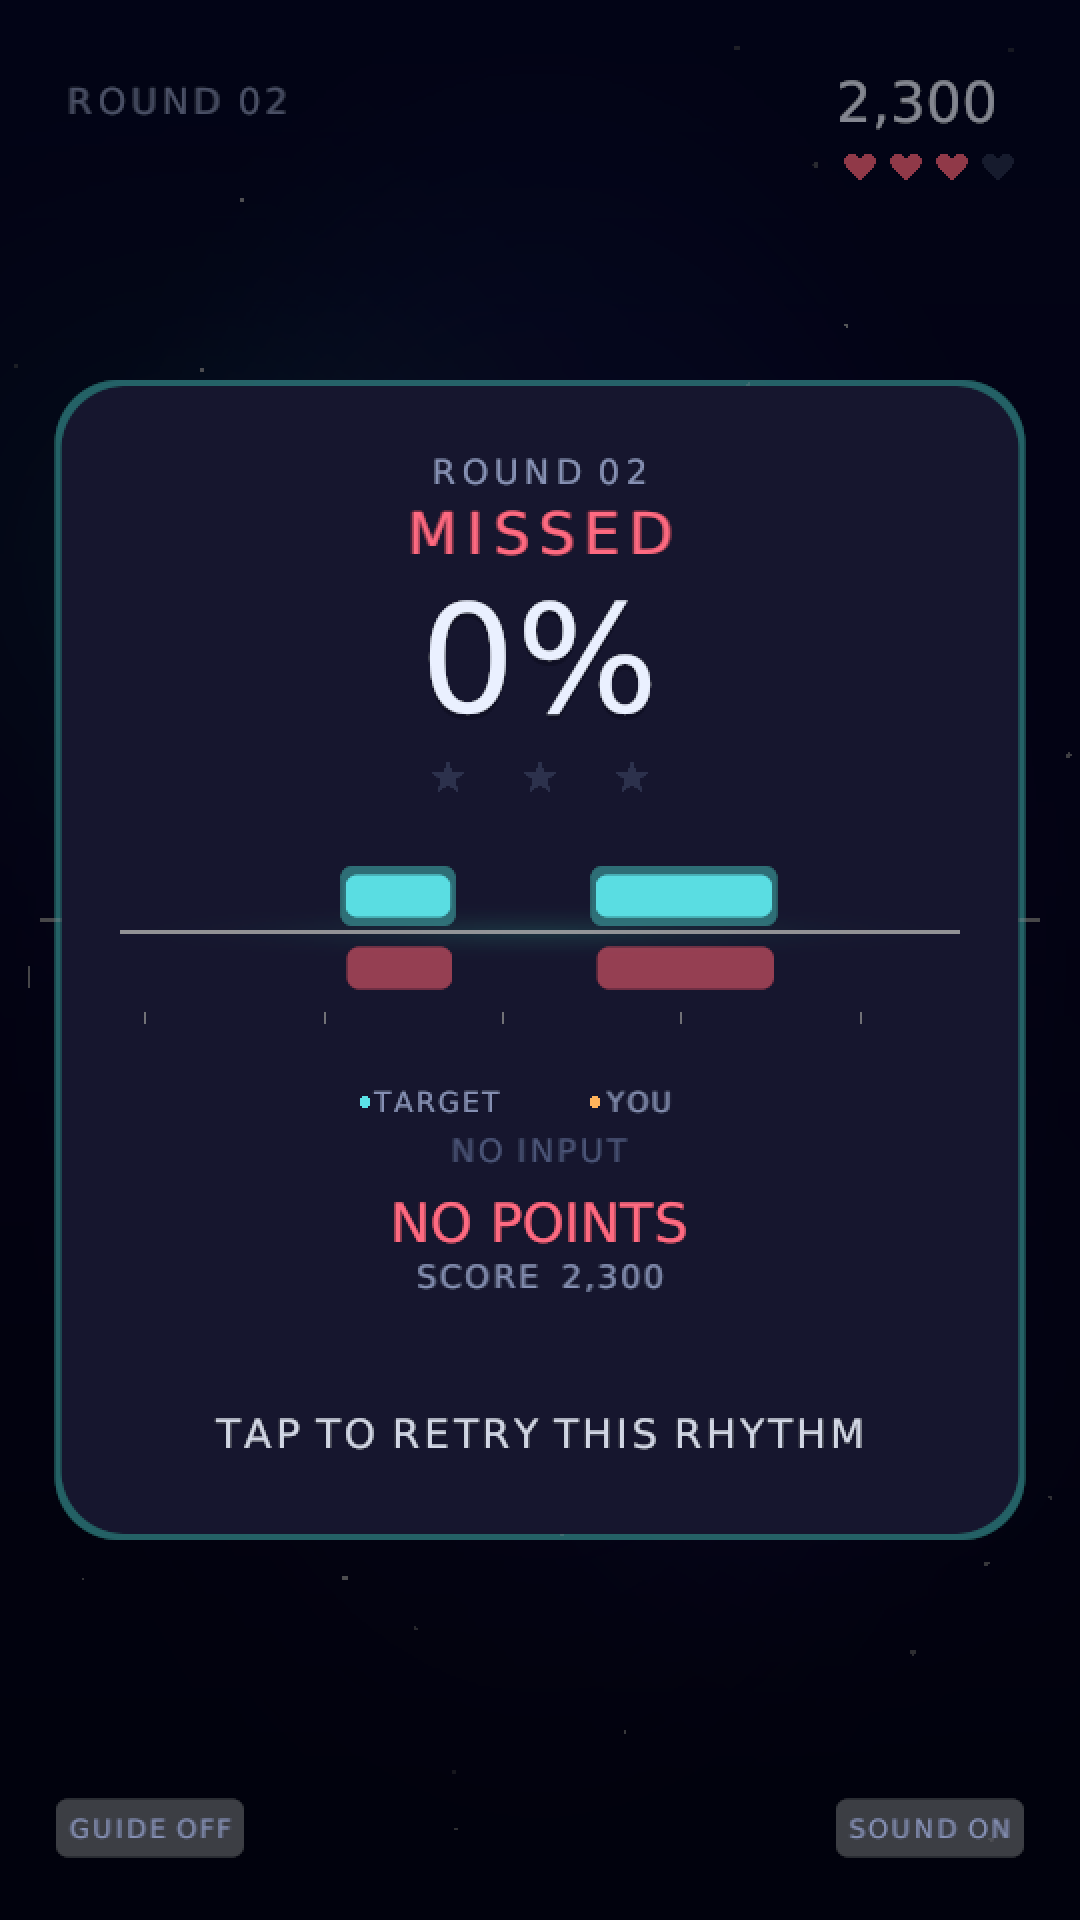 ROUND 02
2,300
ROUND 02
MISSED
0%
TARGET
YOU
NO INPUT
NO POINTS
SCORE 2,300
TAP TO RETRY THIS RHYTHM
GUIDE OFF
SOUND ON